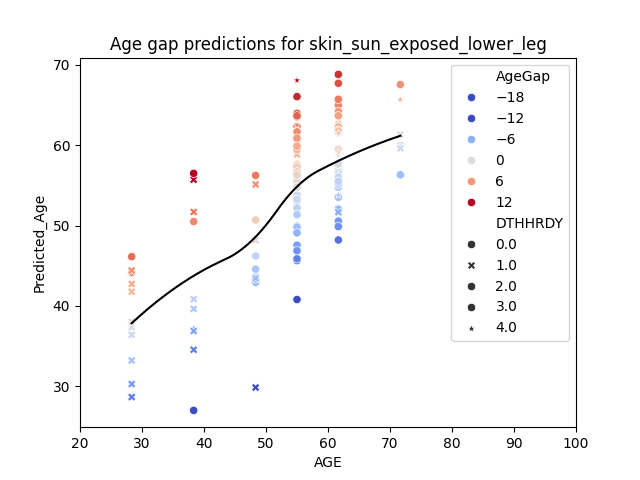 Age gap predictions for skin_sun_exposed_lower_leg
Predicted_Age
70
60
50
40
30
20 30 40 50 60 70 80 90 100
AGE
AgeGap
−18
−12
−6
0
6
12
DTHHRDY
0.0
1.0
2.0
3.0
4.0